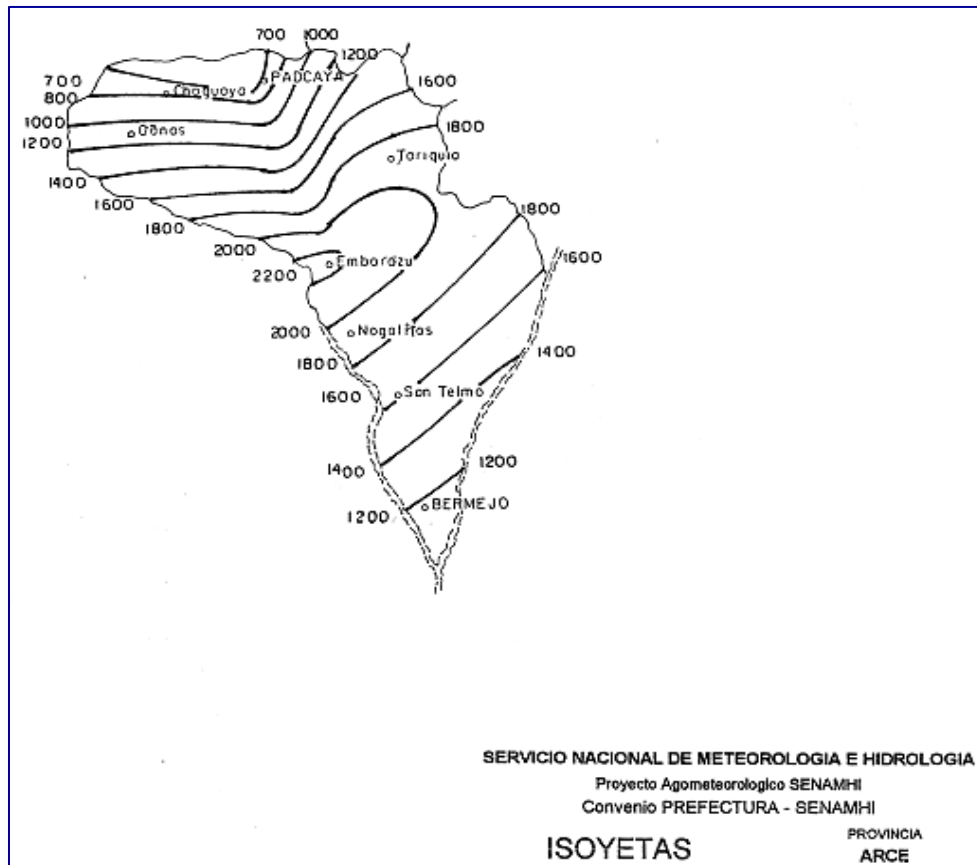 700 1000
1200
PADCAYA
1600
700
Chaguaya
800
1000
Cañas
1800
1200
Tariquia
1400
1600
1800
1800
2000
1600
Embarazu
2200
2000
Nogalitas
1400
1800
San Telmo
1600
1400
1200
BERMEJO
1200
SERVICIO NACIONAL DE METEOROLOGIA E HIDROLOGIA
Proyecto Agometeorologico SENAMHI
Convenio PREFECTURA - SENAMHI
PROVINCIA
ISOYETAS
ARCE